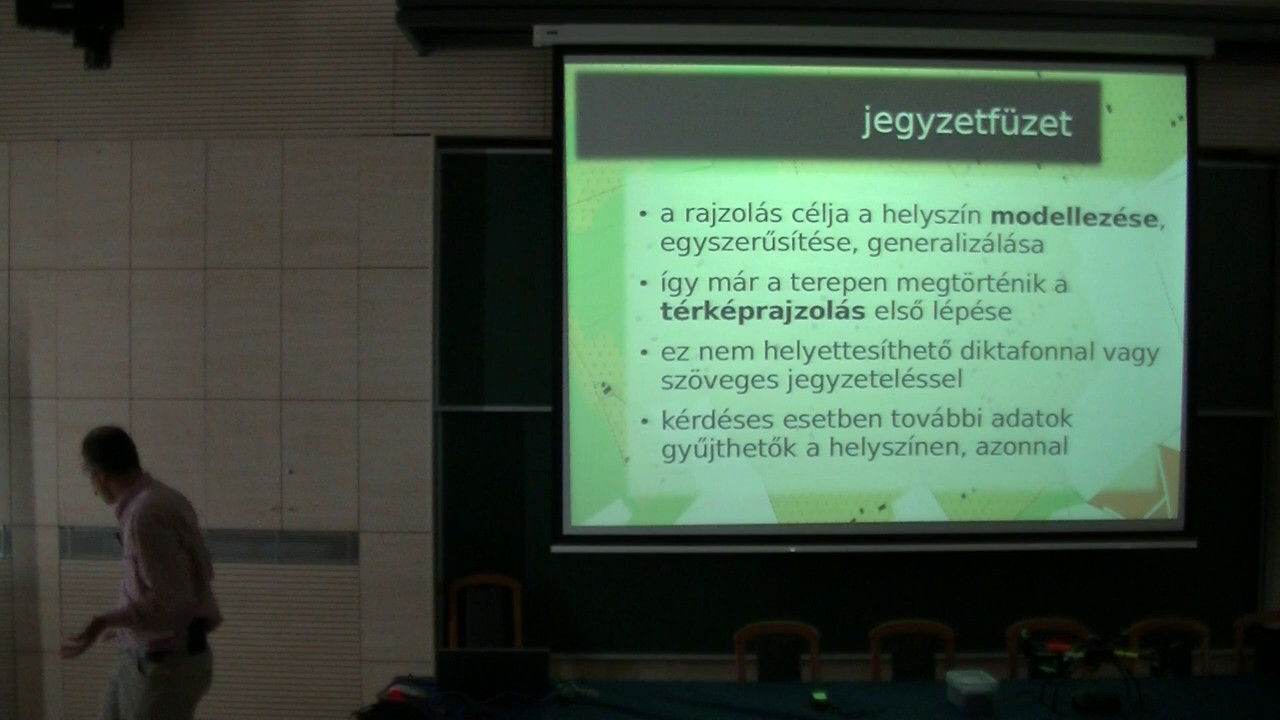 jegyzetfüzet
• a rajzolás célja a helyszín modellezése,
egyszerűsítése, generalizálása
• így már a terepen megtörténik a
térképrajzolás első lépése
• ez nem helyettesíthető diktafonnal vagy
szöveges jegyzeteléssel
• kérdéses esetben további adatok
gyűjthetők a helyszínen, azonnal